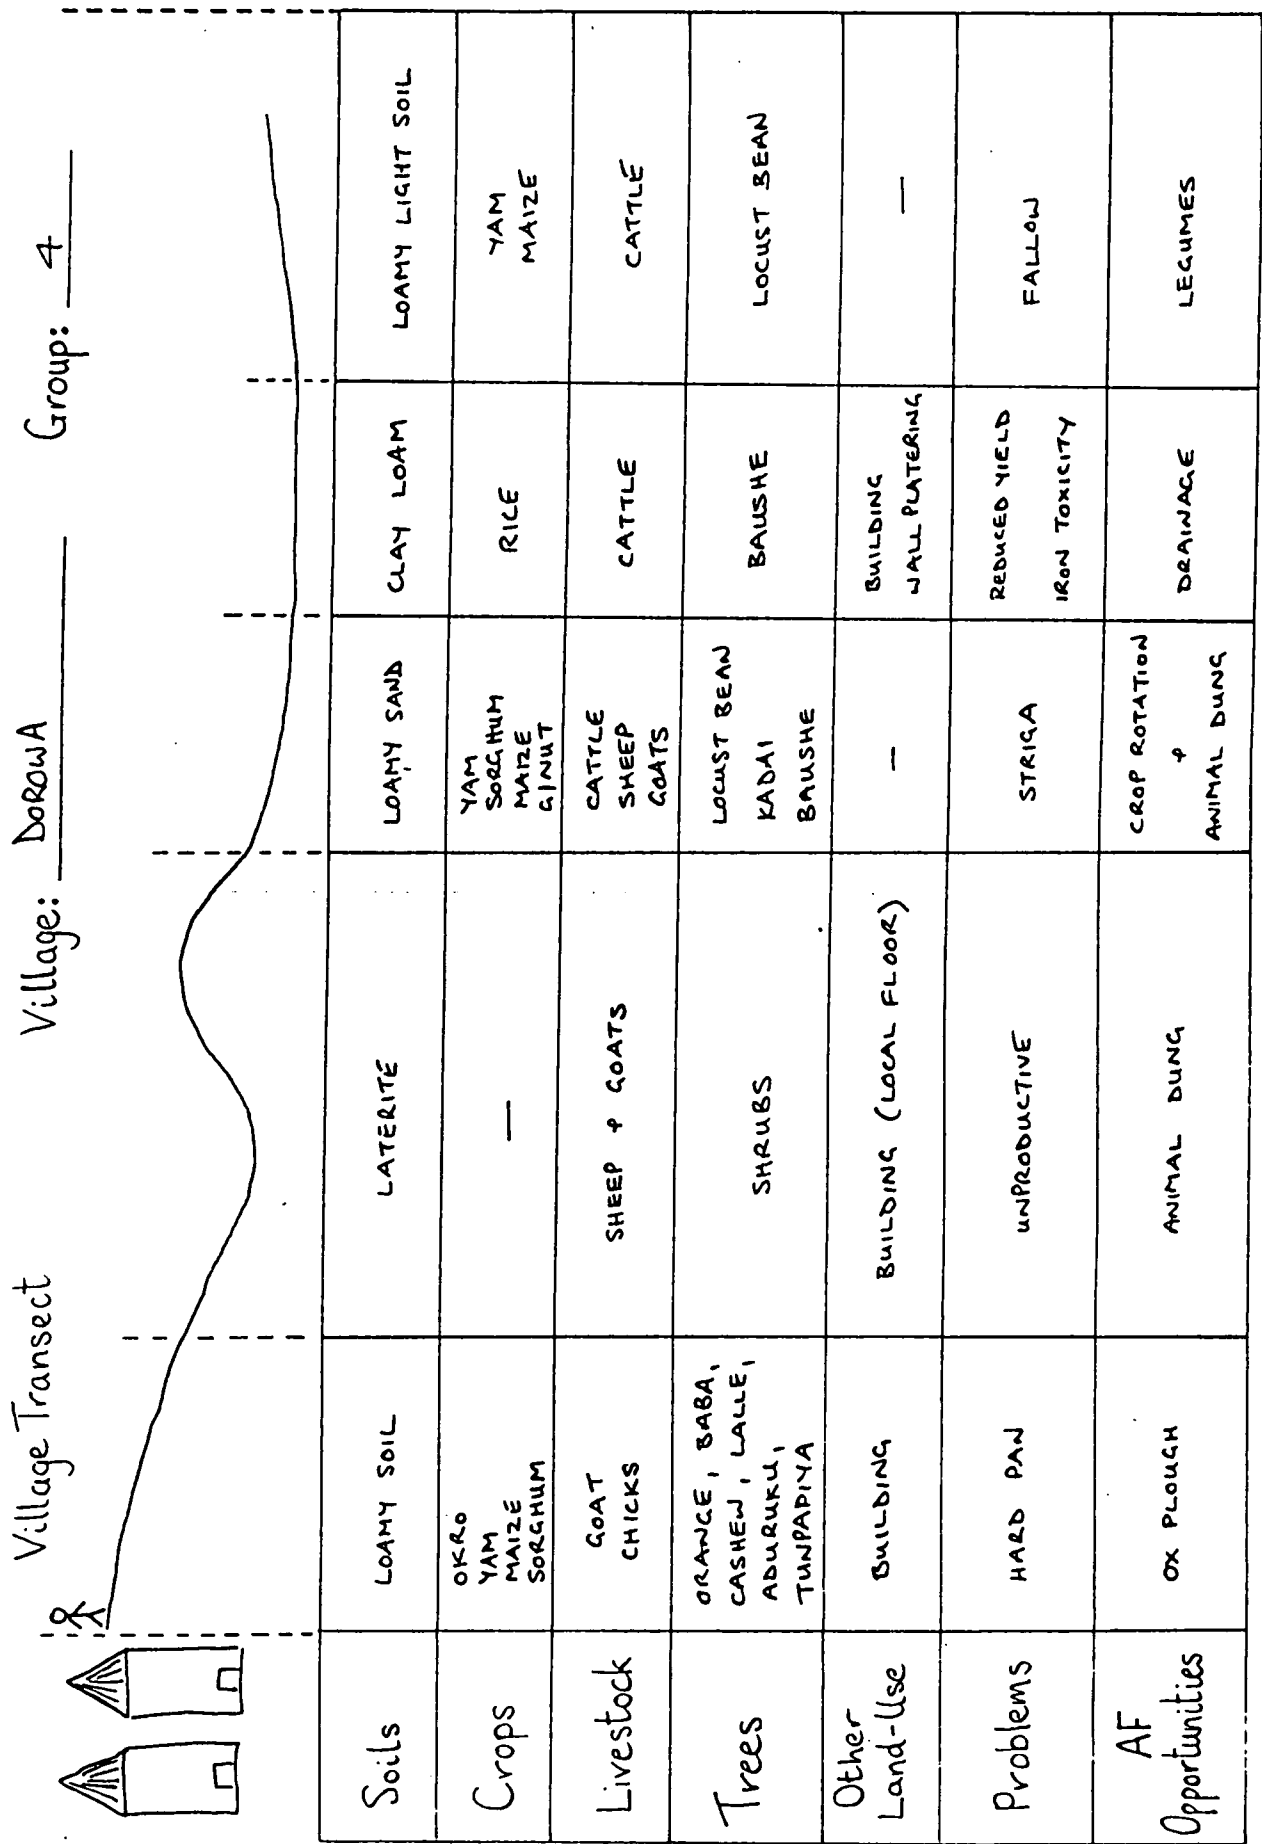 Village Transect Village: DOROWA Group: 4
Soils
LOAMY SOIL
LATERITE
LOAMY SAND
CLAY LOAM
LOAMY LIGHT SOIL
Crops
OKRO
YAM
MAIZE
SORGHUM
—
YAM
SORGHUM
MAIZE
G/NUT
RICE
YAM
MAIZE
Livestock
GOAT
CHICKS
SHEEP + GOATS
CATTLE
SHEEP
GOATS
CATTLE
CATTLE
Trees
ORANGE, BABA,
CASHEW, LALLE,
ADURUKU,
TUNPAPIYA
SHRUBS
LOCUST BEAN
KADAI
BAUSHE
BAUSHE
LOCUST BEAN
Other
Land-Use
BUILDING
BUILDING (LOCAL FLOOR)
—
BUILDING
WALL PLATERING
—
Problems
HARD PAN
UNPRODUCTIVE
STRIGA
REDUCED YIELD
IRON TOXICITY
FALLOW
AF
Opportunities
OX PLOUGH
ANIMAL DUNG
CROP ROTATION
+
ANIMAL DUNG
DRAINAGE
LEGUMES